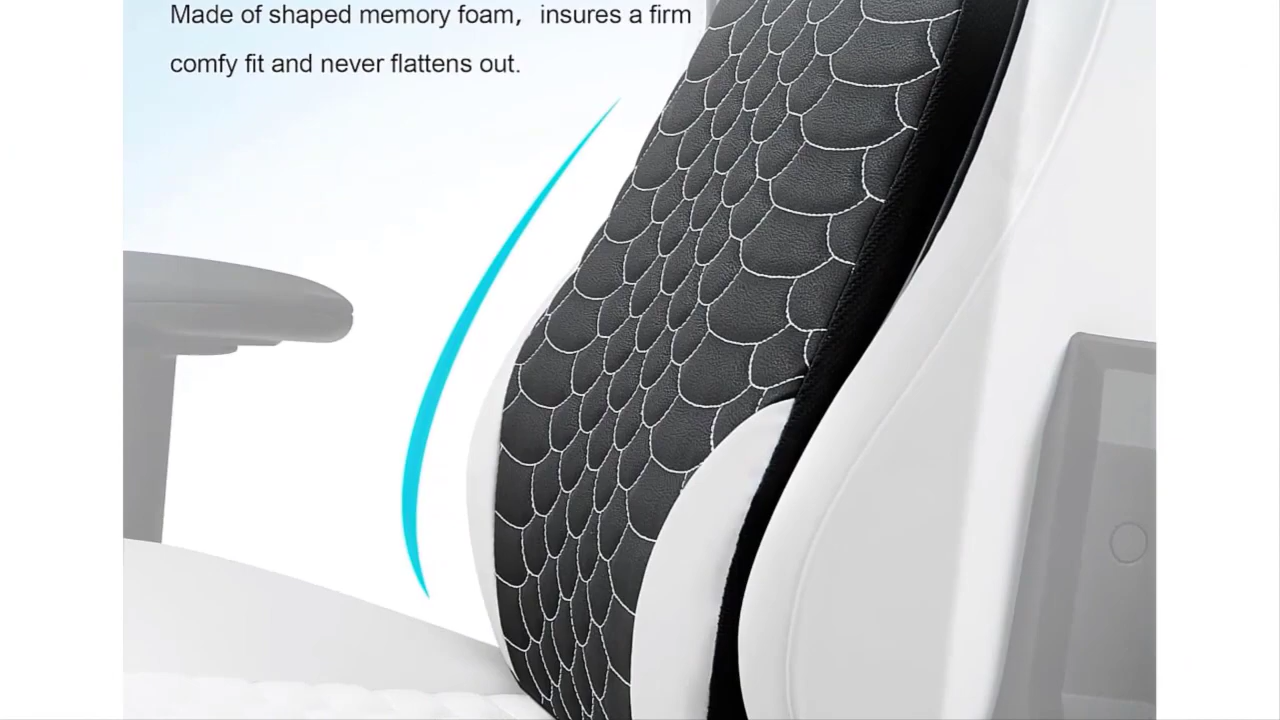 Made of shaped memory foam，insures a firm
comfy fit and never flattens out.